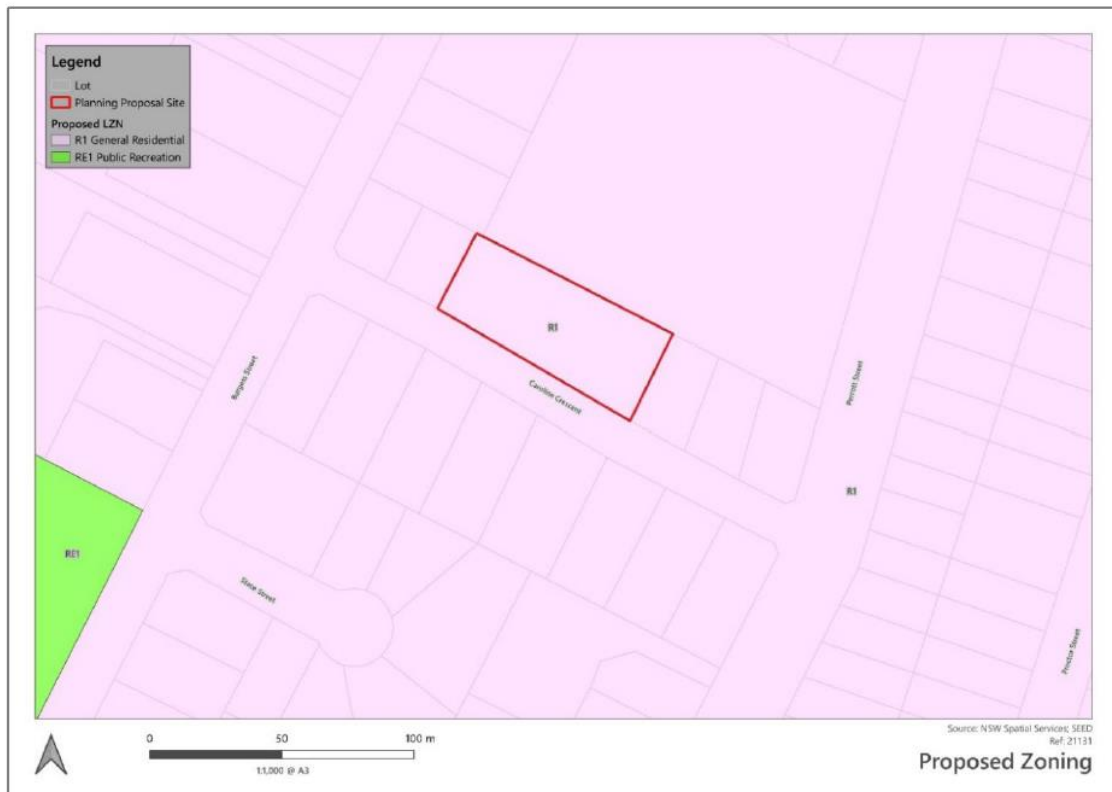 Legend
Lot
Planning Proposal Site
Proposed LZN
R1 General Residential
RE1 Public Recreation
R1
Burgess Street
Caroline Crescent
Perrott Street
R1
RE1
Slate Street
Proctor Street
0 50 100 m
1:1,000 @ A3
Source: NSW Spatial Services; SEED
Ref: 21131
Proposed Zoning